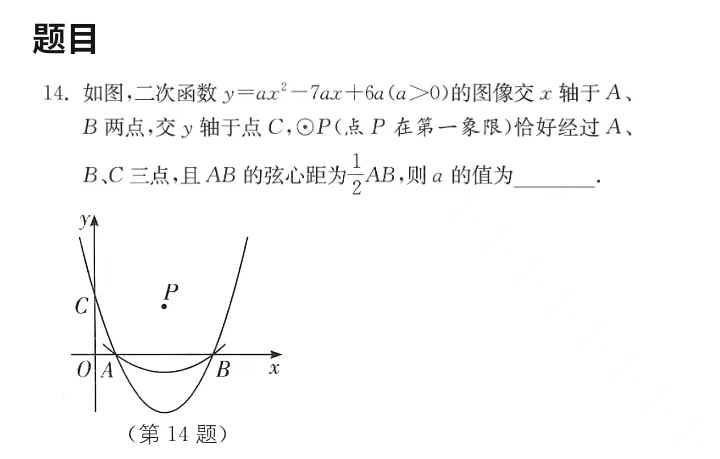 题目
14. 如图,二次函数 y=ax²-7ax+6a(a>0)的图像交 x 轴于 A、
B 两点,交 y 轴于点 C,⊙P(点 P 在第一象限)恰好经过 A、
B、C 三点,且 AB 的弦心距为1/2AB,则 a 的值为________.
y
P
C
O A B x
(第 14 题)